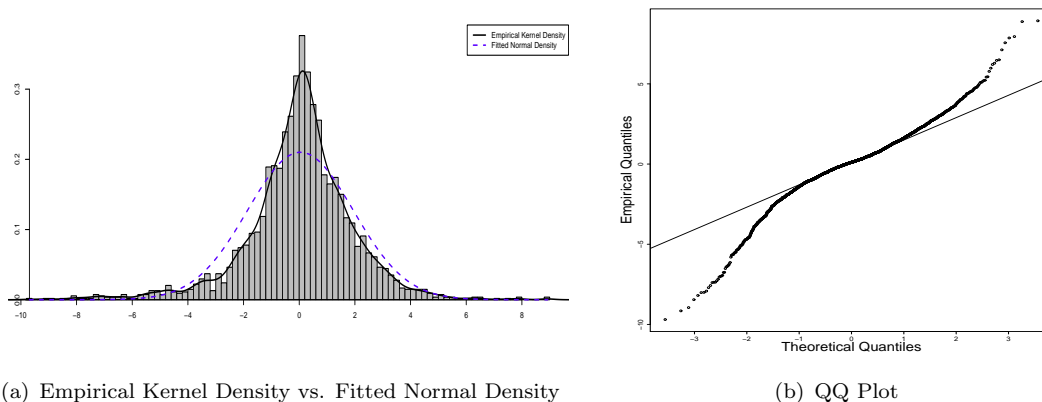 Empirical Kernel Density
Fitted Normal Density
0.0 0.1 0.2 0.3
−10 −8 −6 −4 −2 0 2 4 6 8
(a) Empirical Kernel Density vs. Fitted Normal Density
Empirical Quantiles
−10 −5 0 5
−3 −2 −1 0 1 2 3
Theoretical Quantiles
(b) QQ Plot